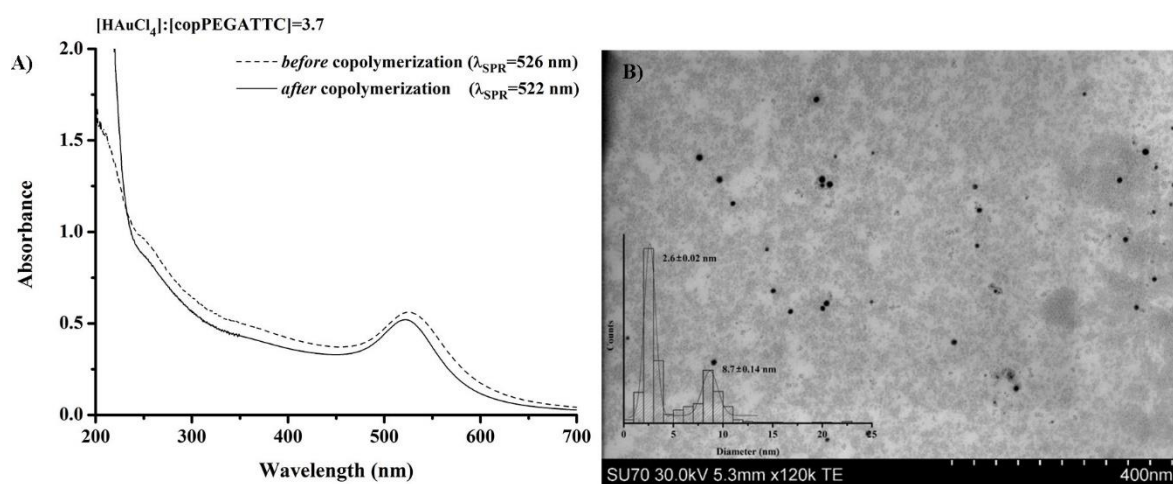 [HAuCl₄]:[copPEGATTC]=3.7
A)
before copolymerization (λSPR=526 nm)
after copolymerization (λSPR=522 nm)
Absorbance
2.0
1.5
1.0
0.5
0.0
200 300 400 500 600 700
Wavelength (nm)
B)
2.6±0.02 nm
8.7±0.14 nm
Counts
0 5 10 15 20 25
Diameter (nm)
SU70 30.0kV 5.3mm x120k TE 400nm